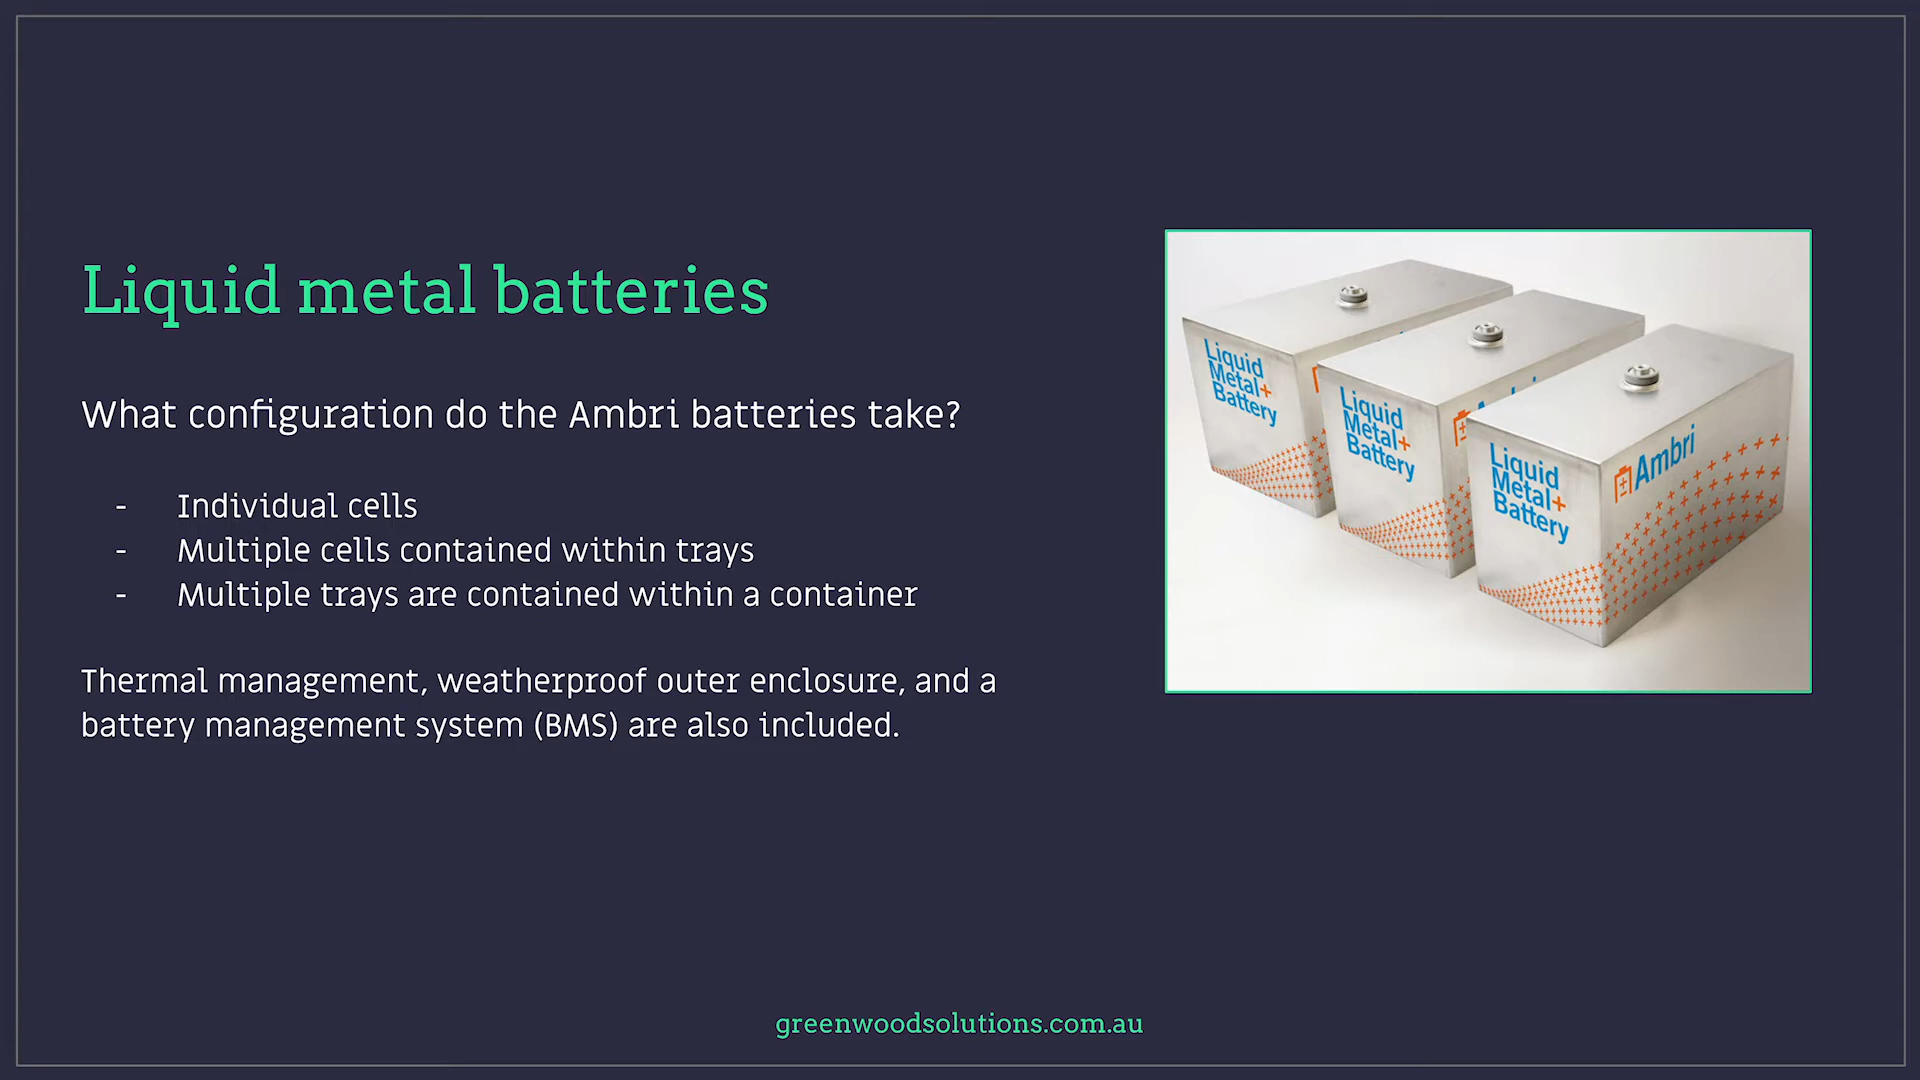 Liquid metal batteries
What configuration do the Ambri batteries take?
- Individual cells
- Multiple cells contained within trays
- Multiple trays are contained within a container
Thermal management, weatherproof outer enclosure, and a
battery management system (BMS) are also included.
Liquid
Metal+
Battery
Liquid
Metal+
Battery
Liquid
Metal+
Battery
Ambri
greenwoodsolutions.com.au